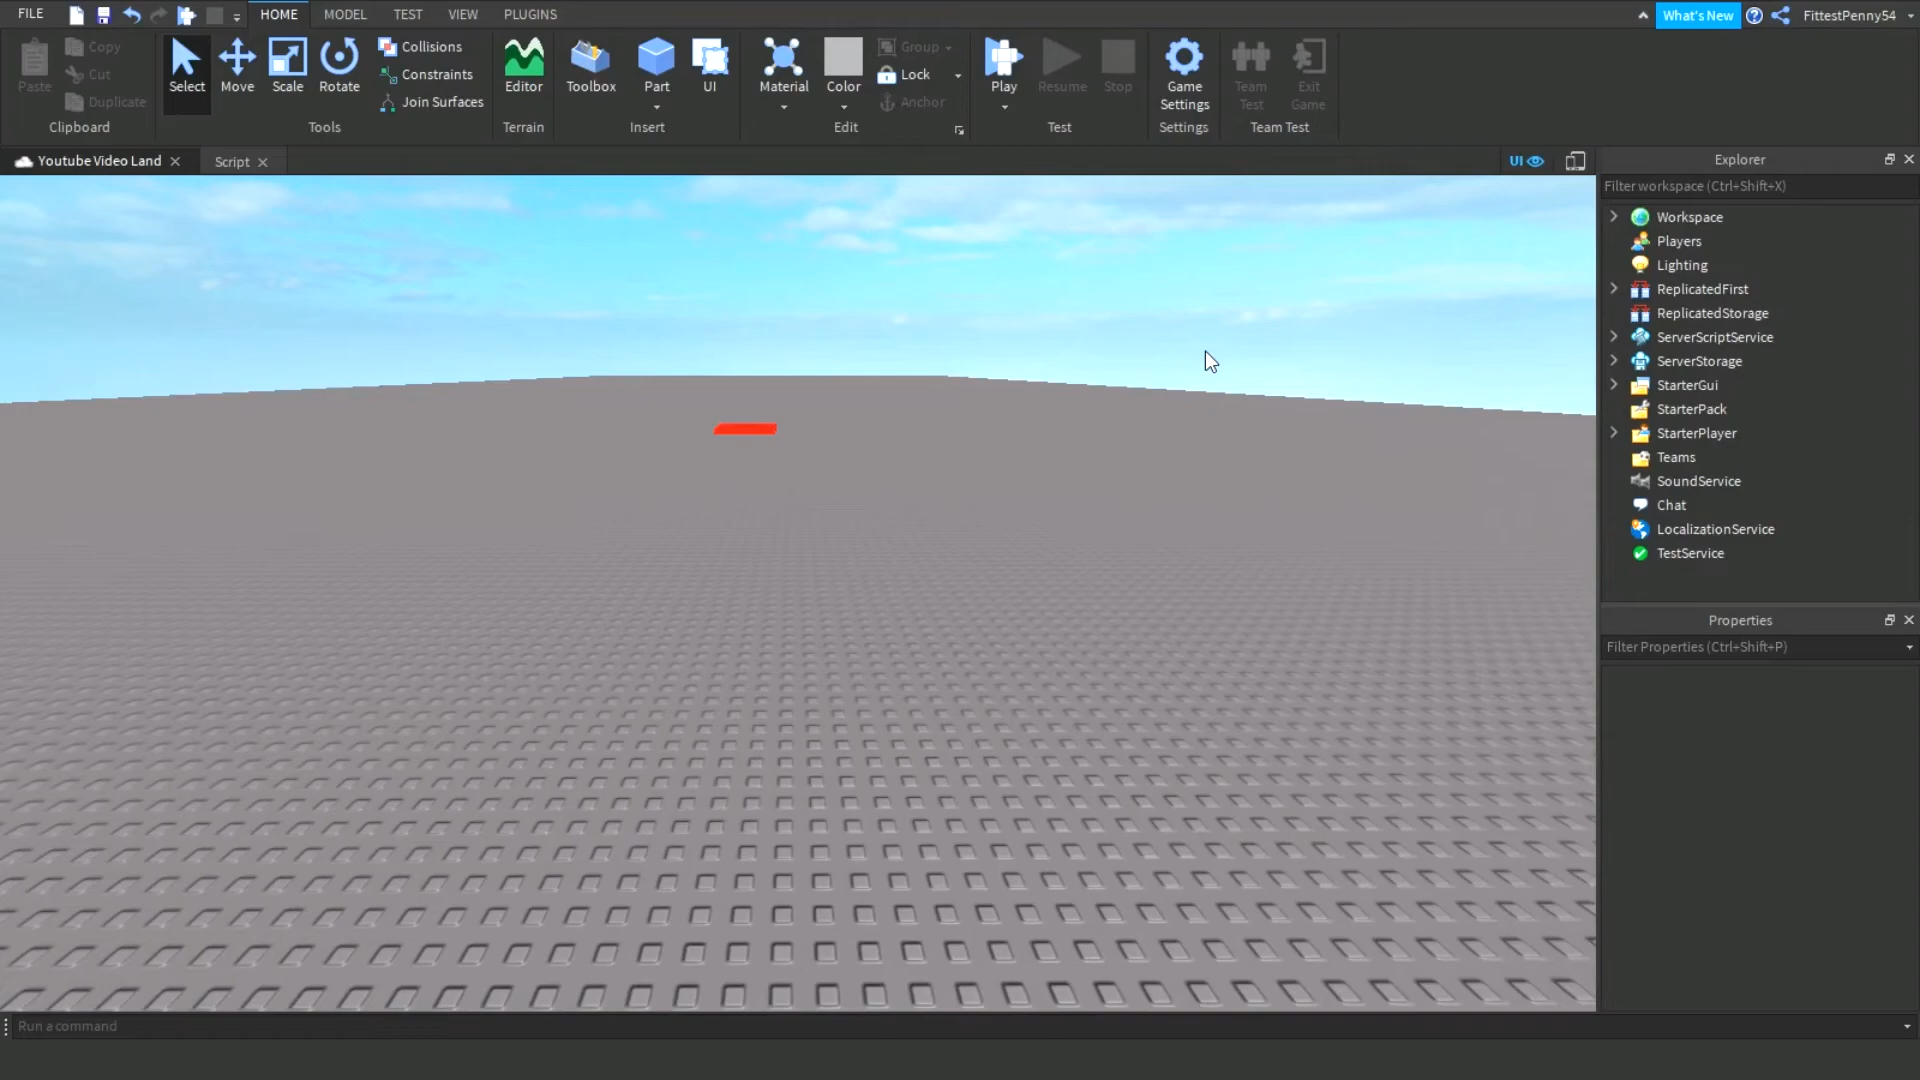 FILE HOME MODEL TEST VIEW PLUGINS What's New FittestPenny54
Paste Copy Cut Duplicate Clipboard
Select Move Scale Rotate Collisions Constraints Join Surfaces Tools
Editor Terrain
Toolbox Part UI Insert
Material Color Group Lock Anchor Edit
Play Resume Stop Test
Game Settings Settings
Team Test Exit Game Team Test
Youtube Video Land Script UI Explorer
Filter workspace (Ctrl+Shift+X)
Workspace
Players
Lighting
ReplicatedFirst
ReplicatedStorage
ServerScriptService
ServerStorage
StarterGui
StarterPack
StarterPlayer
Teams
SoundService
Chat
LocalizationService
TestService
Properties
Filter Properties (Ctrl+Shift+P)
Run a command